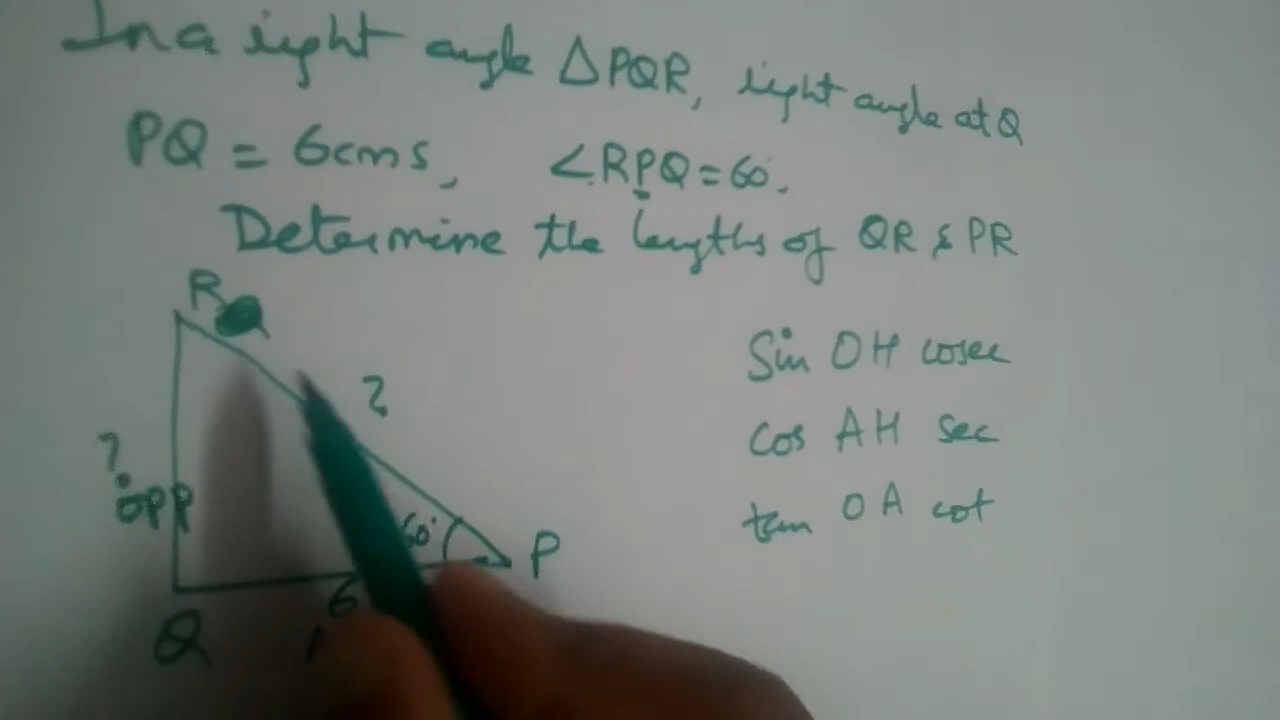 In a right angle △PQR, right angle at Q
PQ = 6cms, ∠RPQ = 60°.
Determine the lengths of QR & PR
R
?
?
opp
60°
P
6
Q
Sin OH cosec
cos AH sec
tan OA cot